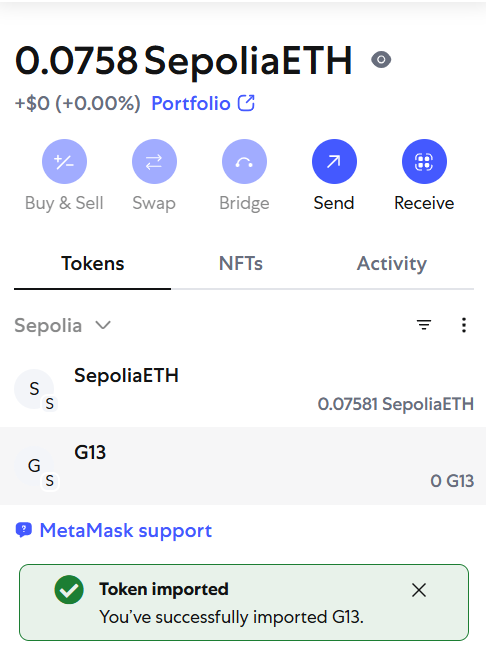 0.0758 SepoliaETH
+$0 (+0.00%) Portfolio
Buy & Sell Swap Bridge Send Receive
Tokens NFTs Activity
Sepolia
S SepoliaETH
S
0.07581 SepoliaETH
G13
G
S
0 G13
MetaMask support
Token imported
You've successfully imported G13.